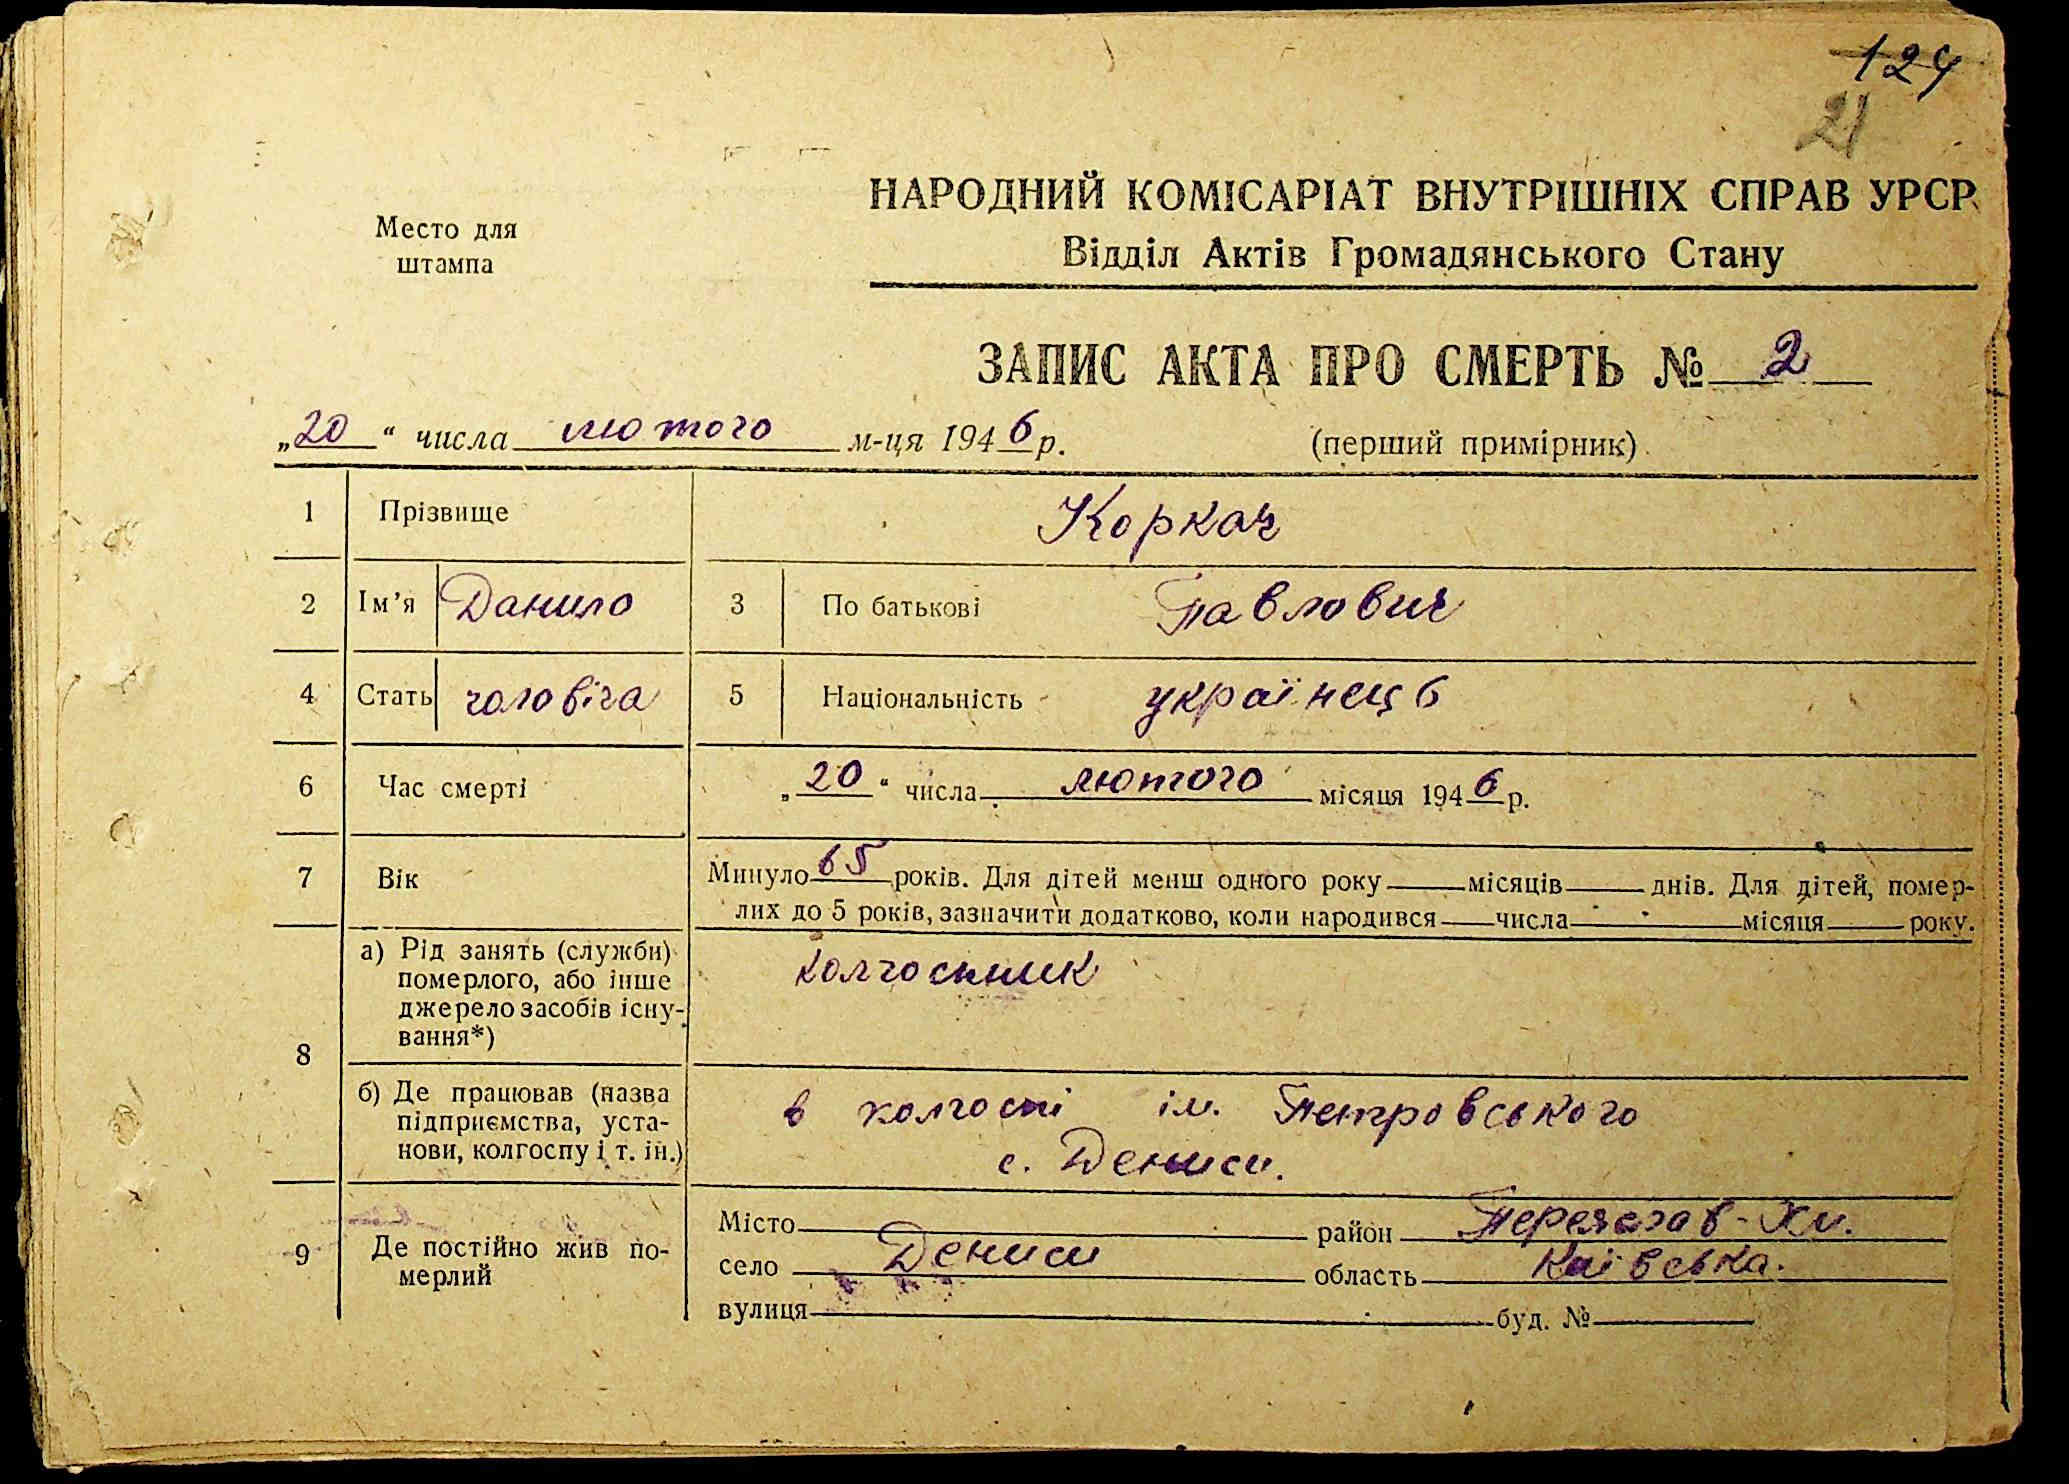 124
21
Место для
штампа
НАРОДНИЙ КОМІСАРІАТ ВНУТРІШНІХ СПРАВ УРСР
Відділ Актів Громадянського Стану
ЗАПИС АКТА ПРО СМЕРТЬ № 2
„20“ числа лютого м-ця 1946 р. (перший примірник)
1 Прізвище Коркач
2 Ім’я Данило 3 По батькові Павлович
4 Стать чоловіча 5 Національність українець
6 Час смерті „20“ числа лютого місяця 1946 р.
7 Вік Минуло 65 років. Для дітей менш одного року місяців днів. Для дітей, помер-
лих до 5 років, зазначити додатково, коли народився числа місяця року.
8 а) Рід занять (служби) колгоспник
померлого, або інше
джерело засобів існу-
вання*)
б) Де працював (назва в колгоспі ім. Петровського
підприємства, уста- с. Дениси.
нови, колгоспу і т. ін.)
9 Де постійно жив по-
мерлий
Місто район Переяслав-Хм.
село Дениси область Київська.
вулиця буд. №